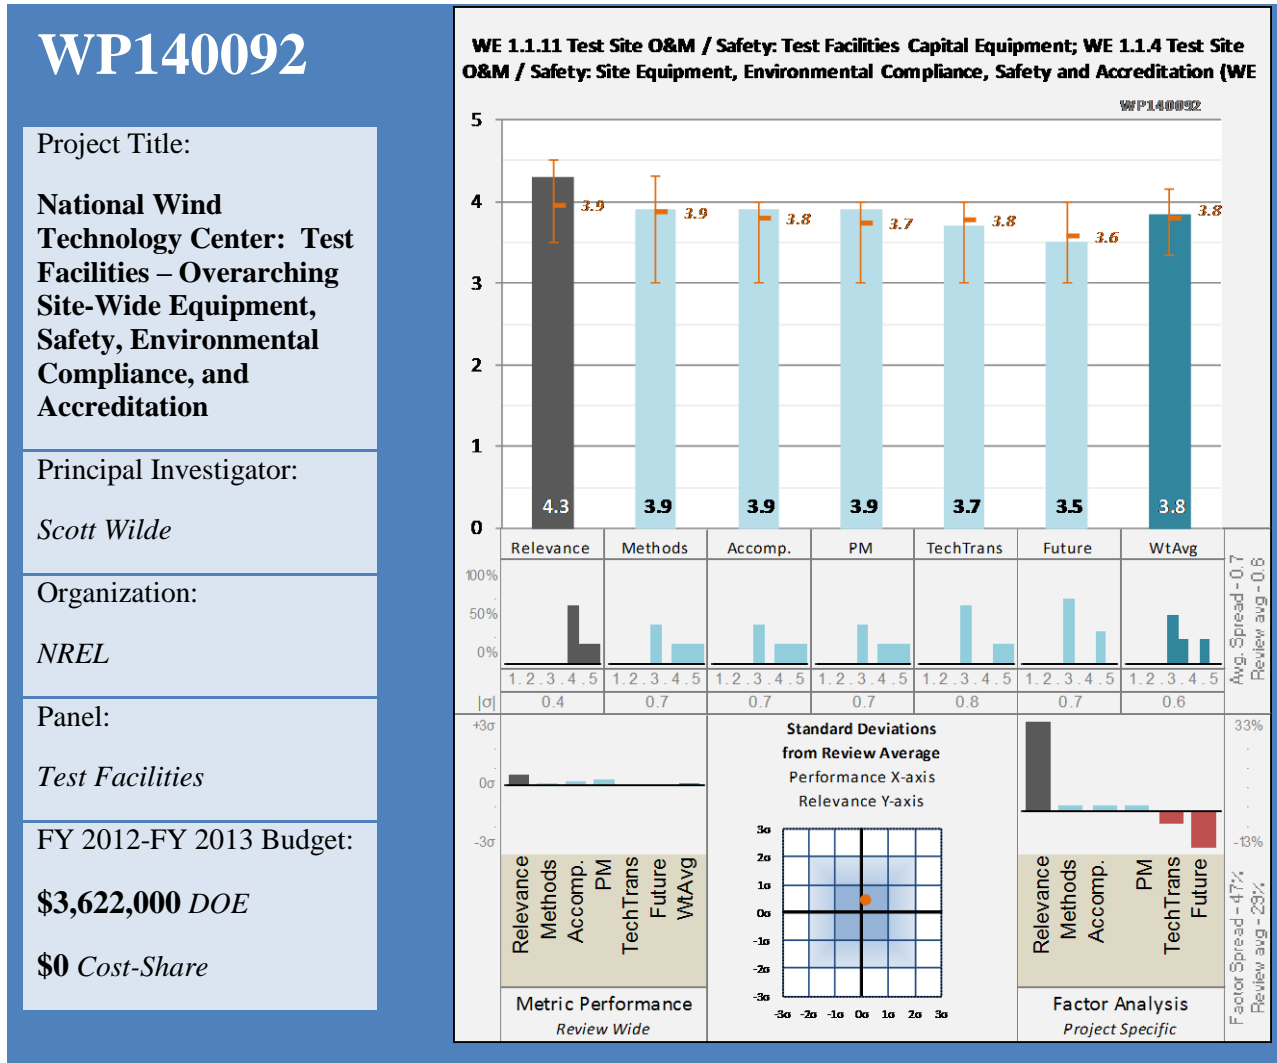 WP140092
Project Title:
National Wind
Technology Center:  Test
Facilities – Overarching
Site-Wide Equipment,
Safety, Environmental
Compliance, and
Accreditation
Principal Investigator:
Scott Wilde
Organization:
NREL
Panel:
Test Facilities
FY 2012-FY 2013 Budget:
$3,622,000 DOE
$0 Cost-Share
WE 1.1.11 Test Site O&M / Safety: Test Facilities Capital Equipment; WE 1.1.4 Test Site
O&M / Safety: Site Equipment, Environmental Compliance, Safety and Accreditation (WE
WP140092
5
4
3
2
1
0
3.9 3.9 3.8 3.7 3.8 3.6 3.8
4.3 3.9 3.9 3.9 3.7 3.5 3.8
Relevance Methods Accomp. PM TechTrans Future WtAvg
100%
50%
0%
1 . 2 . 3 . 4 . 5 1 . 2 . 3 . 4 . 5 1 . 2 . 3 . 4 . 5 1 . 2 . 3 . 4 . 5 1 . 2 . 3 . 4 . 5 1 . 2 . 3 . 4 . 5 1 . 2 . 3 . 4 . 5
|σ| 0.4 0.7 0.7 0.7 0.8 0.7 0.6
Avg. Spread - 0.7
Review avg - 0.6
+3σ
0σ
-3σ
Relevance
Methods
Accomp.
PM
TechTrans
Future
WtAvg
Metric Performance
Review Wide
Standard Deviations
from Review Average
Performance X-axis
Relevance Y-axis
3σ
2σ
1σ
0σ
-1σ
-2σ
-3σ
-3σ -2σ -1σ 0σ 1σ 2σ 3σ
33%
-13%
Relevance
Methods
Accomp.
PM
TechTrans
Future
Factor Analysis
Project Specific
Factor Spread - 47%
Review avg - 29%